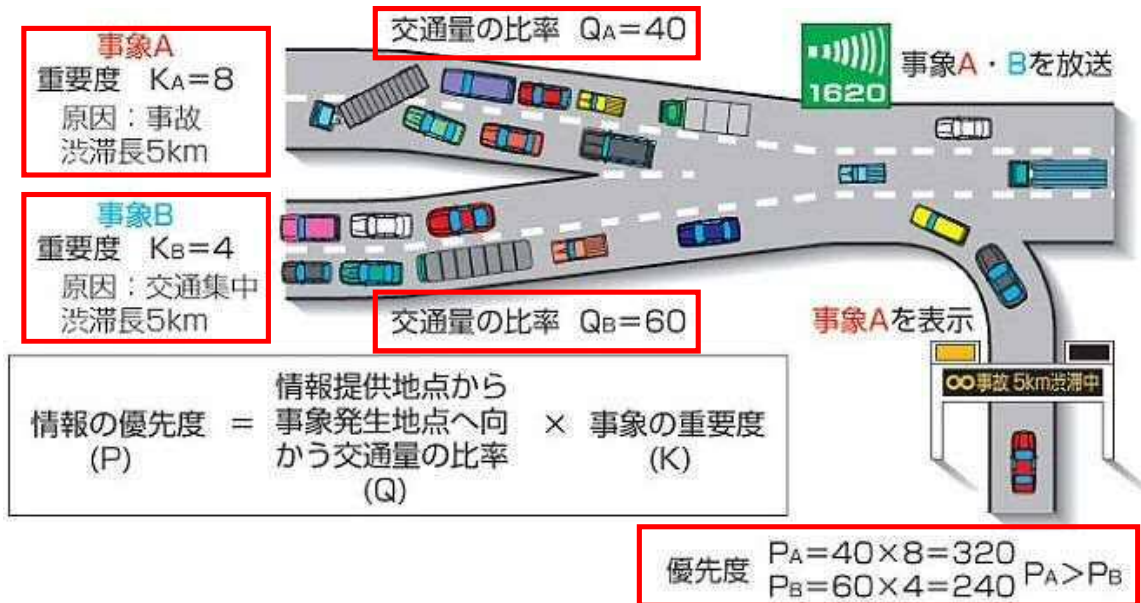 事象A
重要度 KA=8
原因：事故
渋滞長5km
交通量の比率 QA=40
1620
事象A・Bを放送
事象B
重要度 KB=4
原因：交通集中
渋滞長5km
交通量の比率 QB=60
事象Aを表示
事故 5km渋滞中
情報の優先度
(P)
=
情報提供地点から
事象発生地点へ向
かう交通量の比率
(Q)
×
事象の重要度
(K)
優先度 PA=40×8=320
PB=60×4=240
PA>PB